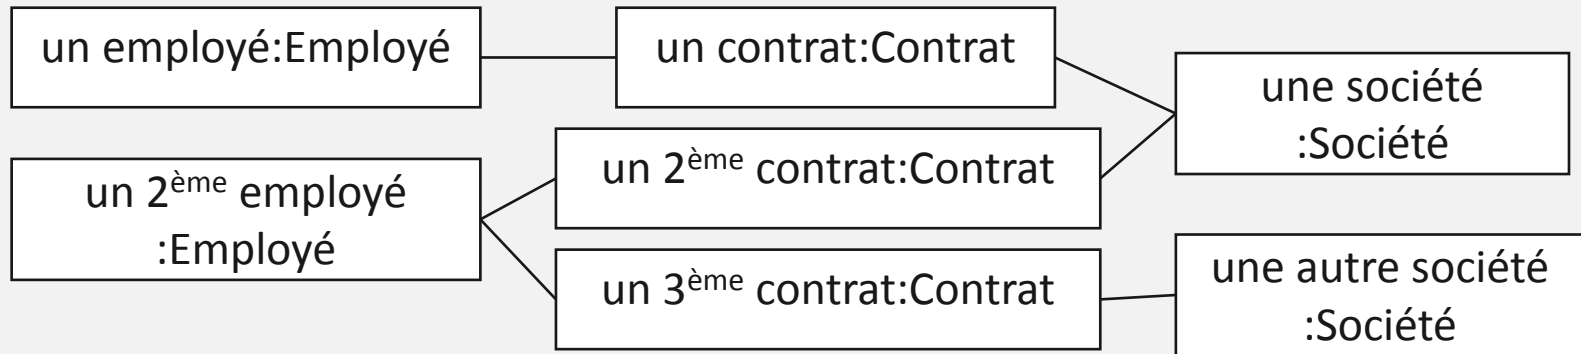 un employé:Employé
un contrat:Contrat
une société
:Société
un 2ème contrat:Contrat
un 2ème employé
:Employé
un 3ème contrat:Contrat
une autre société
:Société